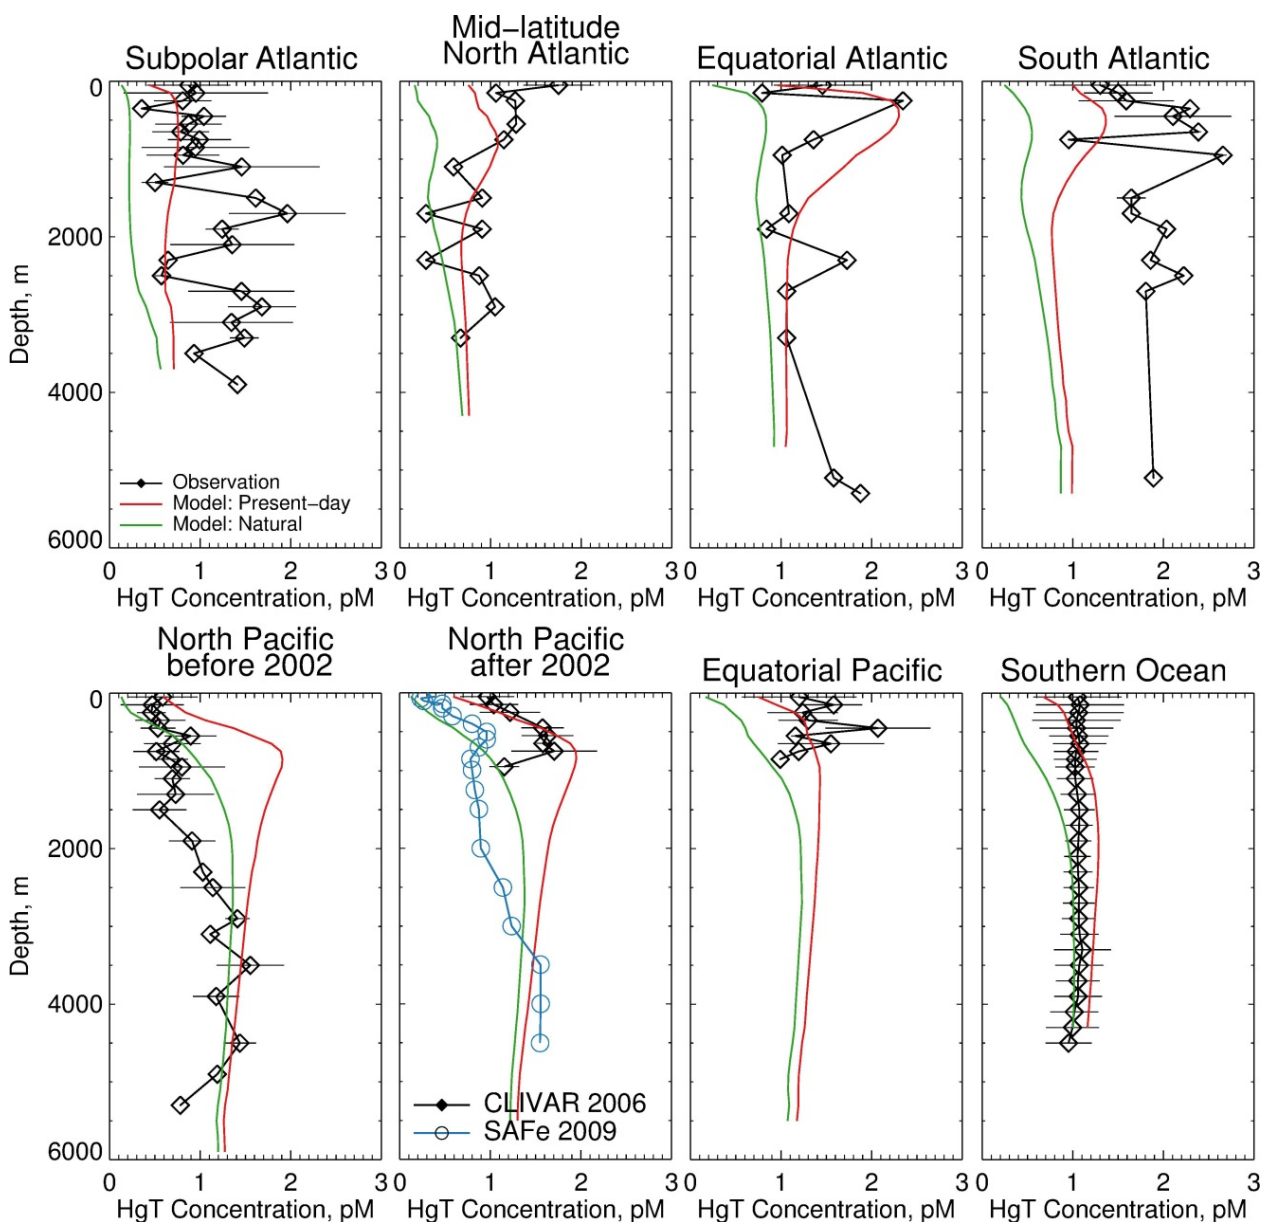 Subpolar Atlantic
Mid−latitude
North Atlantic
Equatorial Atlantic
South Atlantic
0
2000
4000
6000
Depth, m
Observation
Model: Present−day
Model: Natural
0 1 2 3
0 1 2 3
0 1 2 3
0 1 2 3
HgT Concentration, pM
HgT Concentration, pM
HgT Concentration, pM
HgT Concentration, pM
North Pacific
before 2002
North Pacific
after 2002
Equatorial Pacific
Southern Ocean
0
2000
4000
6000
Depth, m
CLIVAR 2006
SAFe 2009
0 1 2 3
0 1 2 3
0 1 2 3
0 1 2 3
HgT Concentration, pM
HgT Concentration, pM
HgT Concentration, pM
HgT Concentration, pM